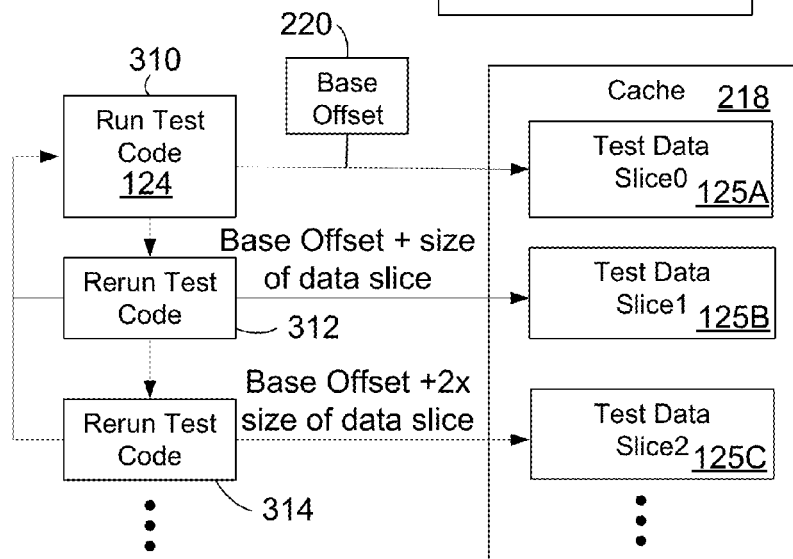 220
310
Base
Offset
Cache 218
Run Test
Code
124
Test Data
Slice0
125A
Base Offset + size
of data slice
Rerun Test
Code
312
Test Data
Slice1
125B
Base Offset +2x
size of data slice
Rerun Test
Code
314
Test Data
Slice2
125C